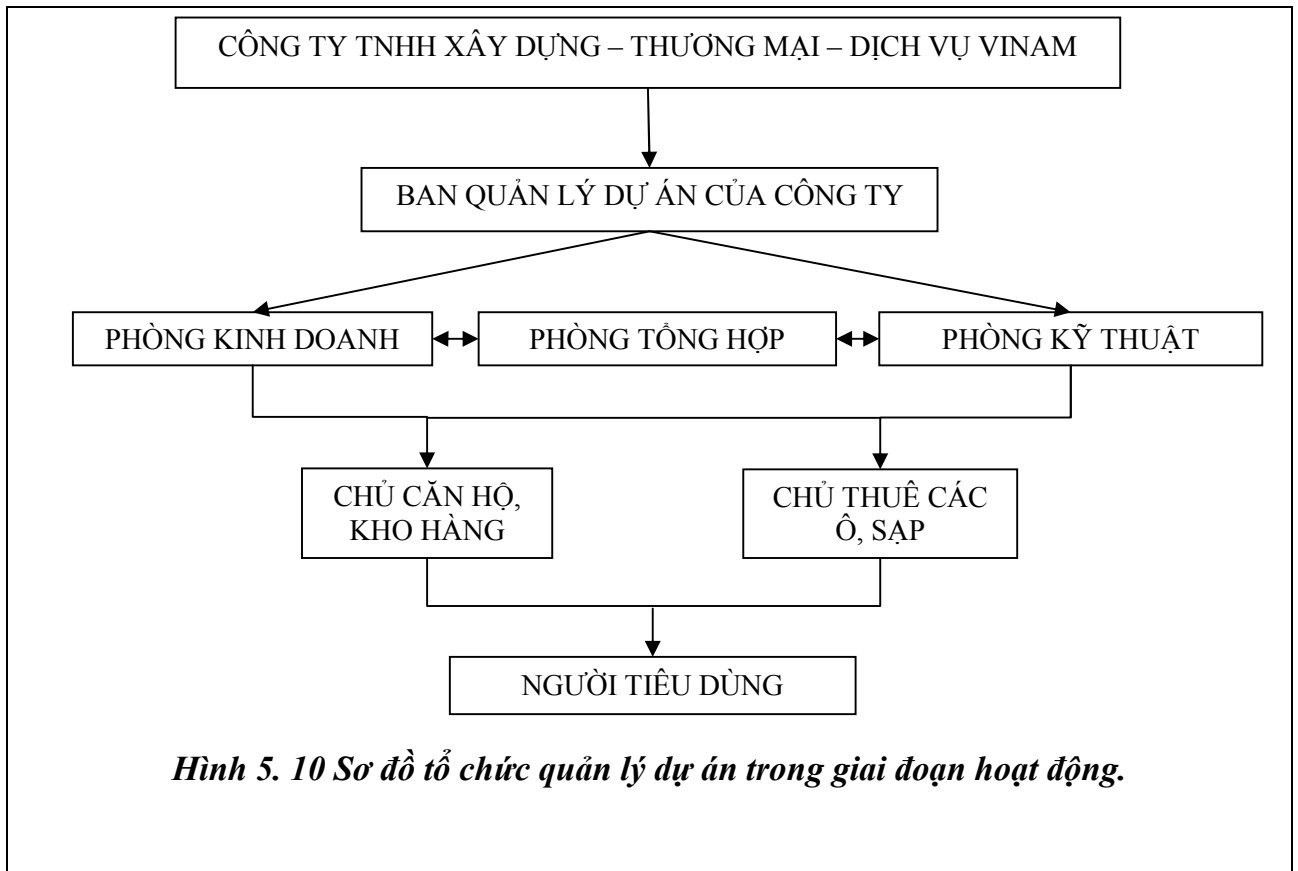 CÔNG TY TNHH XÂY DỰNG – THƯƠNG MẠI – DỊCH VỤ VINAM
BAN QUẢN LÝ DỰ ÁN CỦA CÔNG TY
PHÒNG KINH DOANH
PHÒNG TỔNG HỢP
PHÒNG KỸ THUẬT
CHỦ CĂN HỘ,
KHO HÀNG
CHỦ THUÊ CÁC
Ô, SẠP
NGƯỜI TIÊU DÙNG
Hình 5. 10 Sơ đồ tổ chức quản lý dự án trong giai đoạn hoạt động.